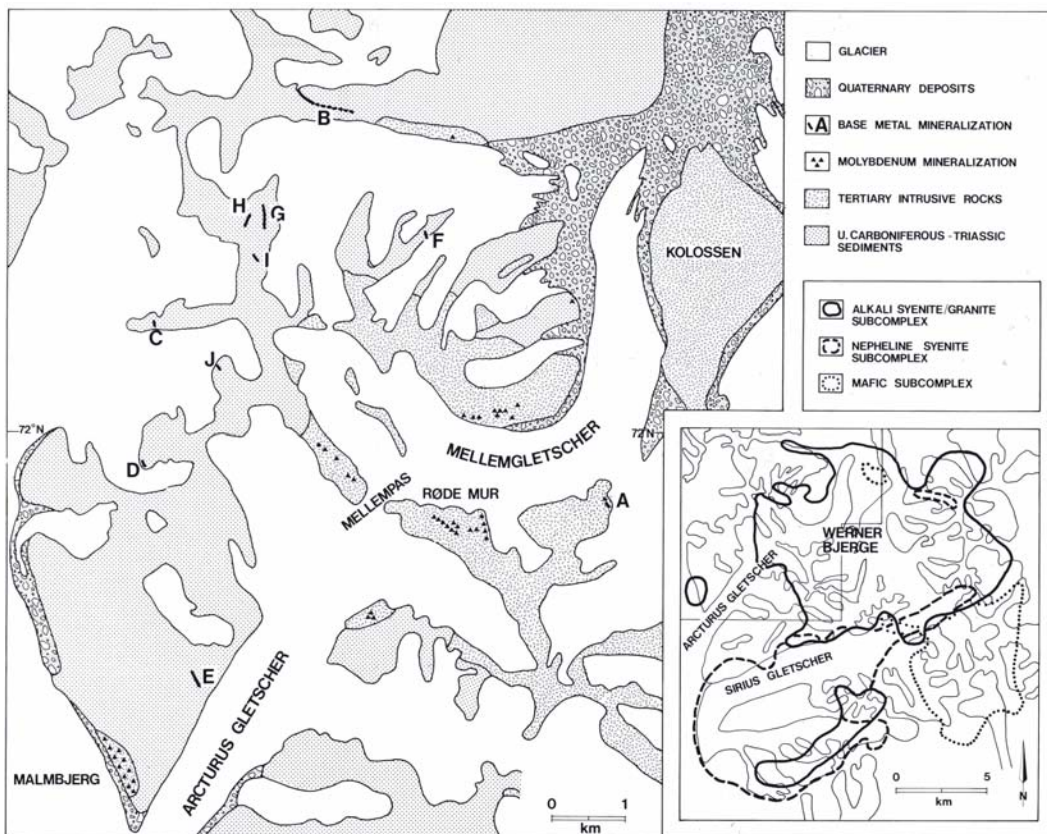 B
H
G
I
F
C
J
72°N
D
KOLOSSEN
MELLEMGLETSCHER
72°N
MELLEMPAS
RØDE MUR
A
E
MALMBJERG
ARCTURUS GLETSCHER
0 1
km
GLACIER
QUATERNARY DEPOSITS
A BASE METAL MINERALIZATION
MOLYBDENUM MINERALIZATION
TERTIARY INTRUSIVE ROCKS
U. CARBONIFEROUS - TRIASSIC
SEDIMENTS
ALKALI SYENITE/GRANITE
SUBCOMPLEX
NEPHELINE SYENITE
SUBCOMPLEX
MAFIC SUBCOMPLEX
WERNER
BJERGE
ARCTURUS GLETSCHER
SIRIUS GLETSCHER
0 5
km
N